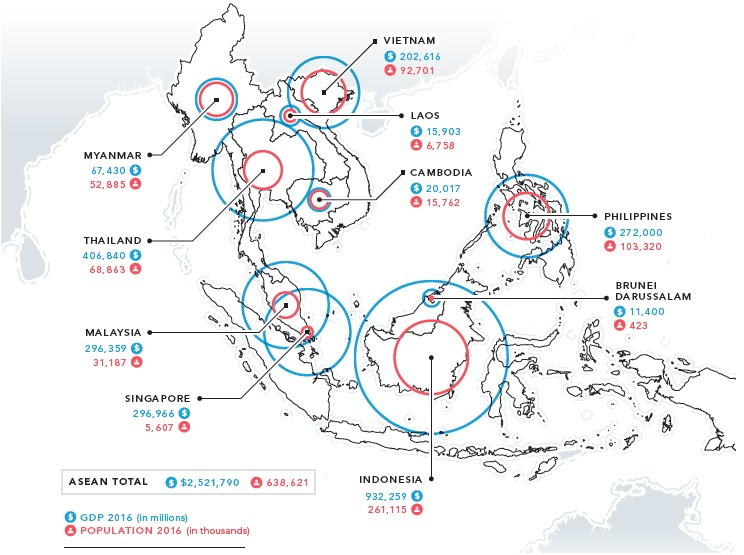 VIETNAM
202,616
92,701
LAOS
15,903
6,758
MYANMAR
67,430
52,885
CAMBODIA
20,017
15,762
PHILIPPINES
272,000
103,320
THAILAND
406,840
68,863
BRUNEI
DARUSSALAM
11,400
423
MALAYSIA
296,359
31,187
SINGAPORE
296,966
5,607
INDONESIA
932,259
261,115
ASEAN TOTAL $ $2,521,790 638,621
$ GDP 2016 (in millions)
POPULATION 2016 (in thousands)